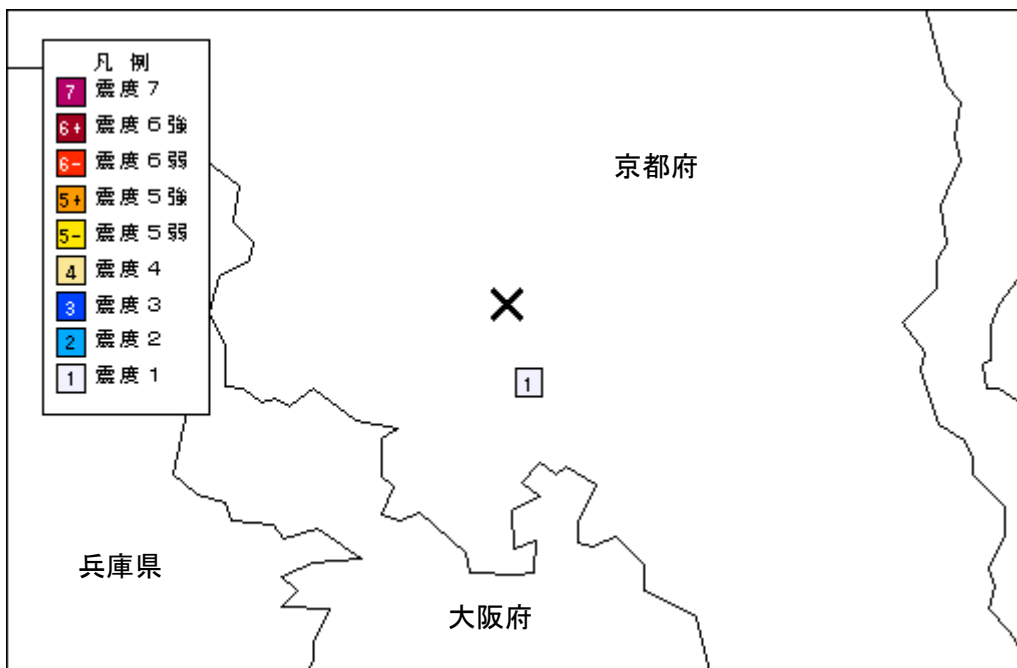 凡例
7 震度７
6+ 震度６強
6- 震度６弱
5+ 震度５強
5- 震度５弱
4 震度４
3 震度３
2 震度２
1 震度１
京都府
1
兵庫県
大阪府